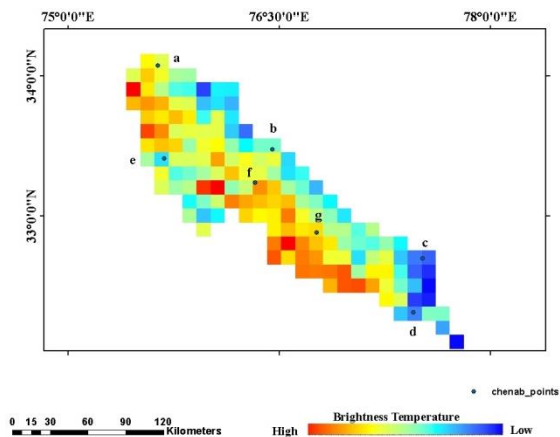 75°0'0"E 76°30'0"E 78°0'0"E
34°0'0"N
33°0'0"N
a
b
e
f
g
c
d
chenab_points
Brightness Temperature
0 15 30 60 90 120
Kilometers
High Low